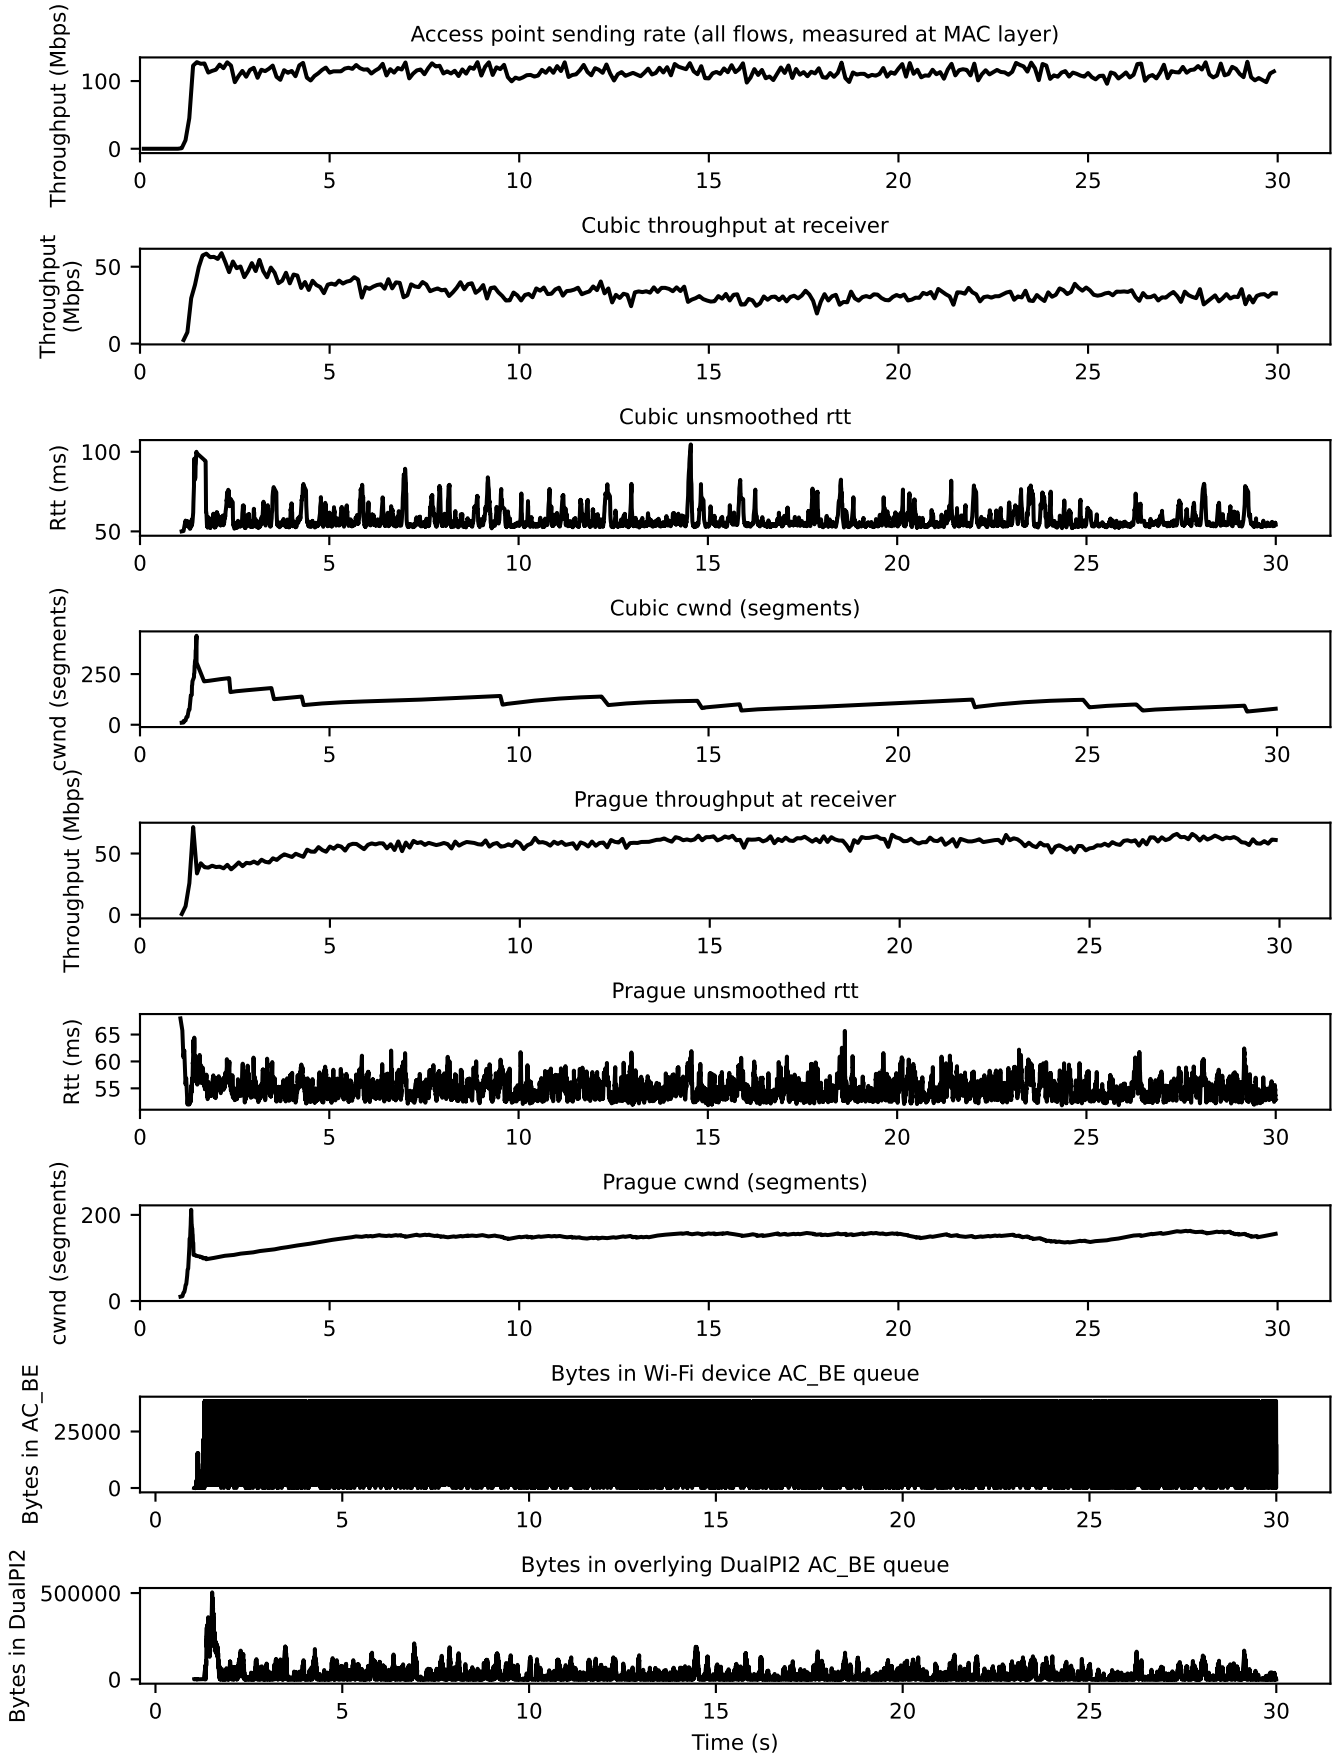 Access point sending rate (all flows, measured at MAC layer)
Throughput (Mbps)
100
0
0 5 10 15 20 25 30
Cubic throughput at receiver
Throughput
(Mbps)
50
0
0 5 10 15 20 25 30
Cubic unsmoothed rtt
Rtt (ms)
100
50
0 5 10 15 20 25 30
Cubic cwnd (segments)
cwnd (segments)
250
0
0 5 10 15 20 25 30
Prague throughput at receiver
Throughput (Mbps)
50
0
0 5 10 15 20 25 30
Prague unsmoothed rtt
Rtt (ms)
65
60
55
0 5 10 15 20 25 30
Prague cwnd (segments)
cwnd (segments)
200
0
0 5 10 15 20 25 30
Bytes in Wi-Fi device AC_BE queue
Bytes in AC_BE
25000
0
0 5 10 15 20 25 30
Bytes in overlying DualPI2 AC_BE queue
Bytes in DualPI2
500000
0
0 5 10 15 20 25 30
Time (s)